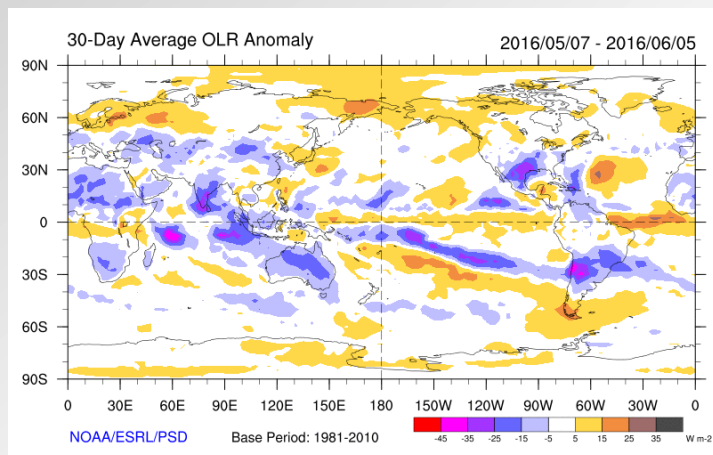 30-Day Average OLR Anomaly 2016/05/07 - 2016/06/05
90N
60N
30N
0
30S
60S
90S
0 30E 60E 90E 120E 150E 180 150W 120W 90W 60W 30W 0
NOAA/ESRL/PSD Base Period: 1981-2010
-45 -35 -25 -15 -5 5 15 25 35 W m-2